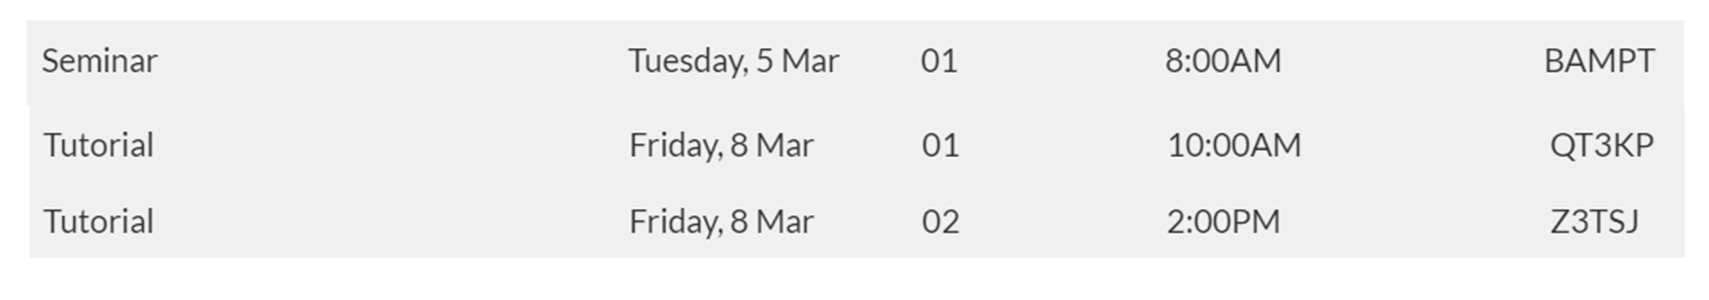 Seminar Tuesday, 5 Mar 01 8:00AM BAMPT
Tutorial Friday, 8 Mar 01 10:00AM QT3KP
Tutorial Friday, 8 Mar 02 2:00PM Z3TSJ